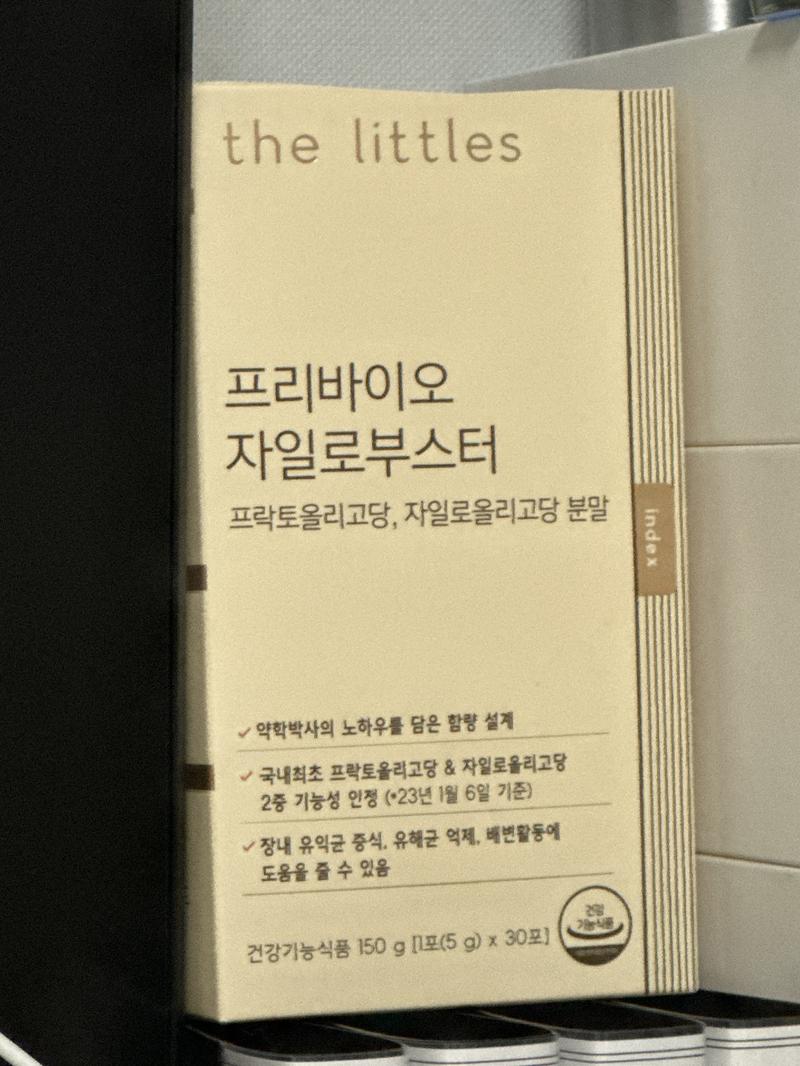 the littles
프리바이오
자일로부스터
프락토올리고당, 자일로올리고당 분말
index
✓ 약학박사의 노하우를 담은 함량 설계
✓ 국내최초 프락토올리고당 & 자일로올리고당
2중 기능성 인정 (*23년 1월 6일 기준)
✓ 장내 유익균 증식, 유해균 억제, 배변활동에
도움을 줄 수 있음
건강기능식품 150 g [1포(5 g) x 30포]
건강
기능식품